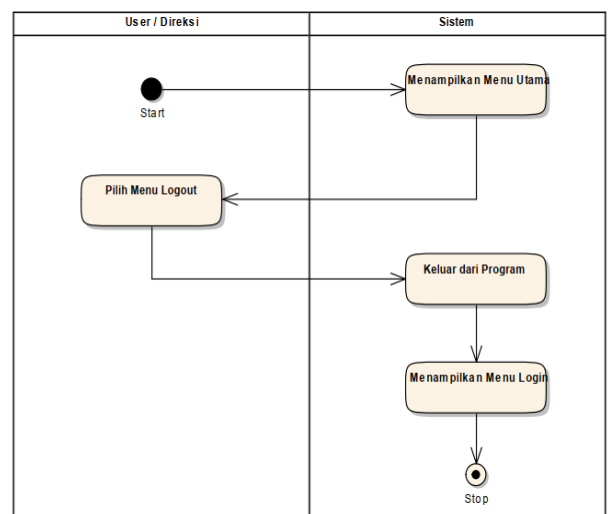 User / Direksi
Sistem
Menampilkan Menu Utama
Start
Pilih Menu Logout
Keluar dari Program
Menampilkan Menu Login
Stop